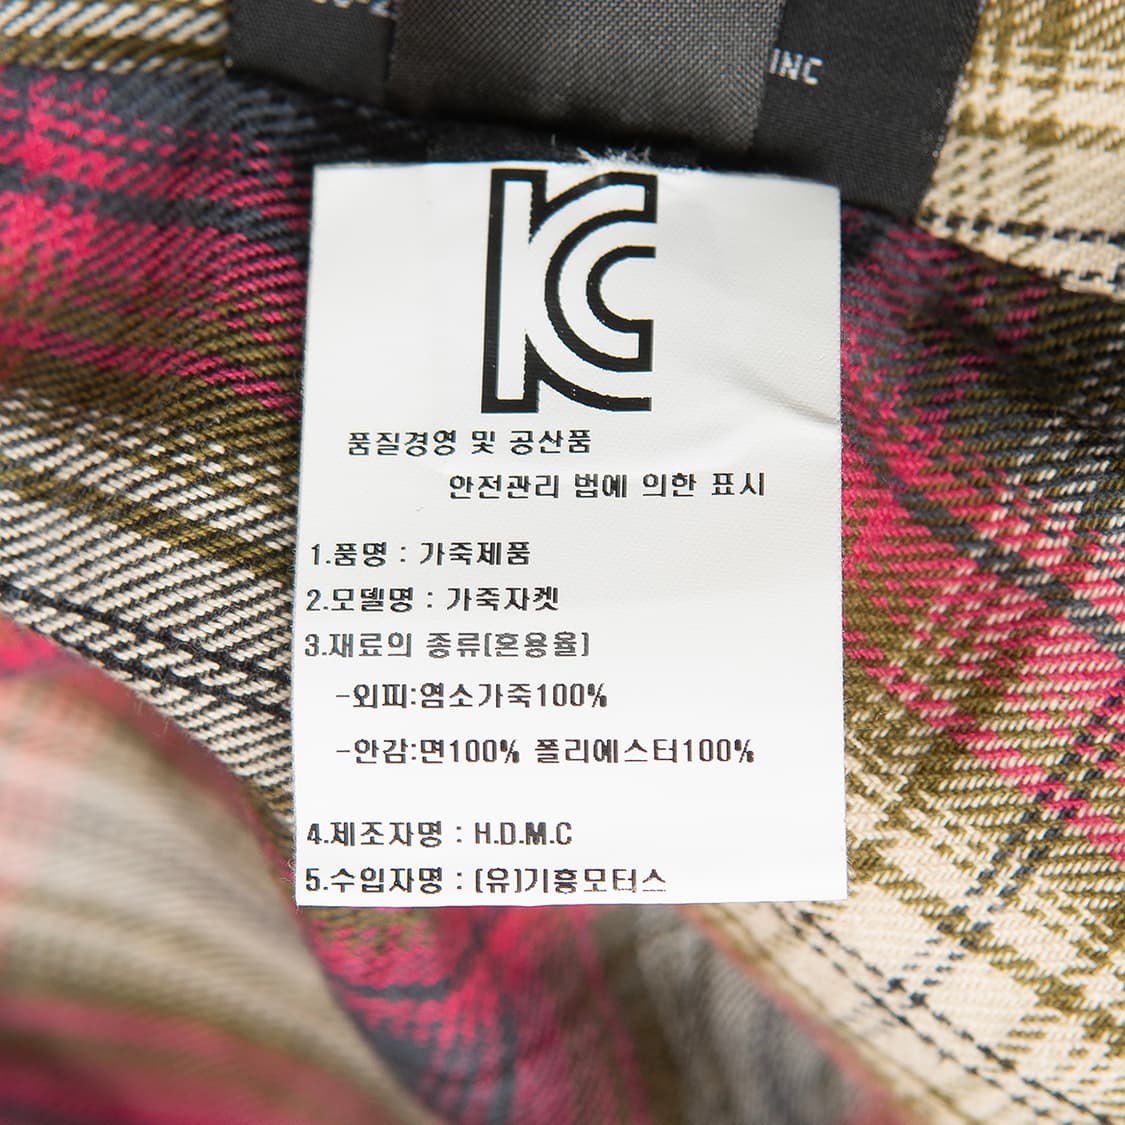 INC
KC
품질경영 및 공산품
안전관리 법에 의한 표시
1.품명 : 가죽제품
2.모델명 : 가죽자켓
3.재료의 종류(혼용율)
-외피:염소가죽100%
-안감:면100% 폴리에스터100%
4.제조자명 : H.D.M.C
5.수입자명 : (유)기흥모터스